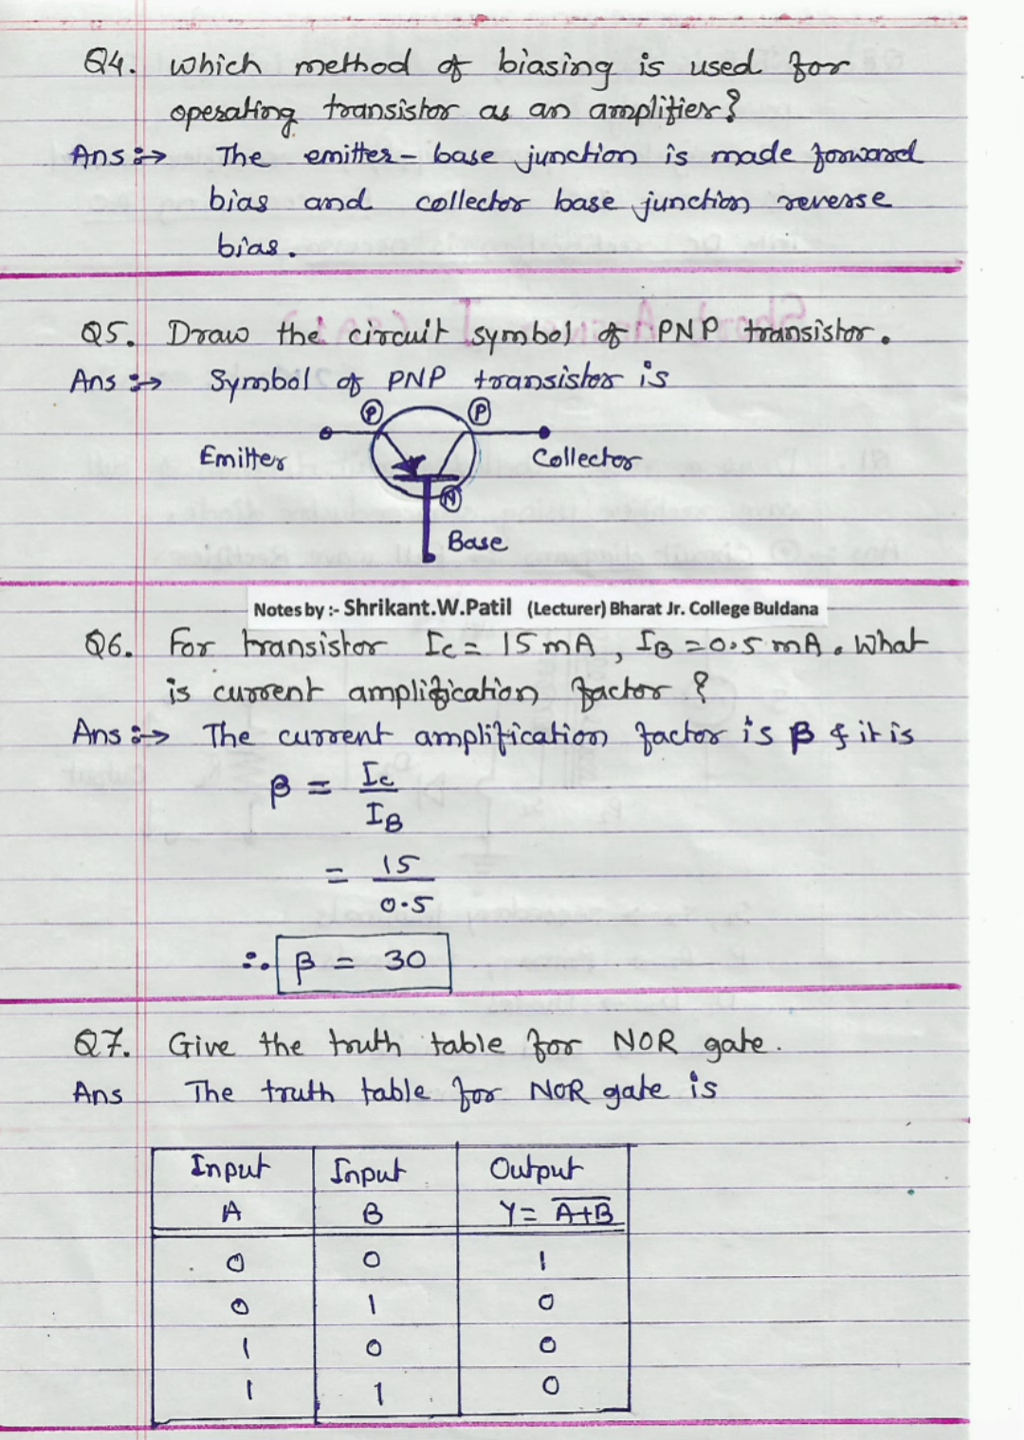 Q4. Which method of biasing is used for
operating transistor as an amplifier?
Ans :→ The emitter - base junction is made forward
bias and collector base junction reverse
bias.
Q5. Draw the circuit symbol of PNP transistor.
Ans :→ Symbol of PNP transistor is
P P
Emitter Collector
N
Base
Notes by :- Shrikant.W.Patil (Lecturer) Bharat Jr. College Buldana
Q6. For transistor Ic = 15 mA, IB = 0.5 mA. What
is current amplification factor ?
Ans :→ The current amplification factor is β & it is
β = Ic / IB
= 15 / 0.5
∴ β = 30
Q7. Give the truth table for NOR gate.
Ans The truth table for NOR gate is
Input Input Output
A B Y = A̅+̅B̅
0 0 1
0 1 0
1 0 0
1 1 0